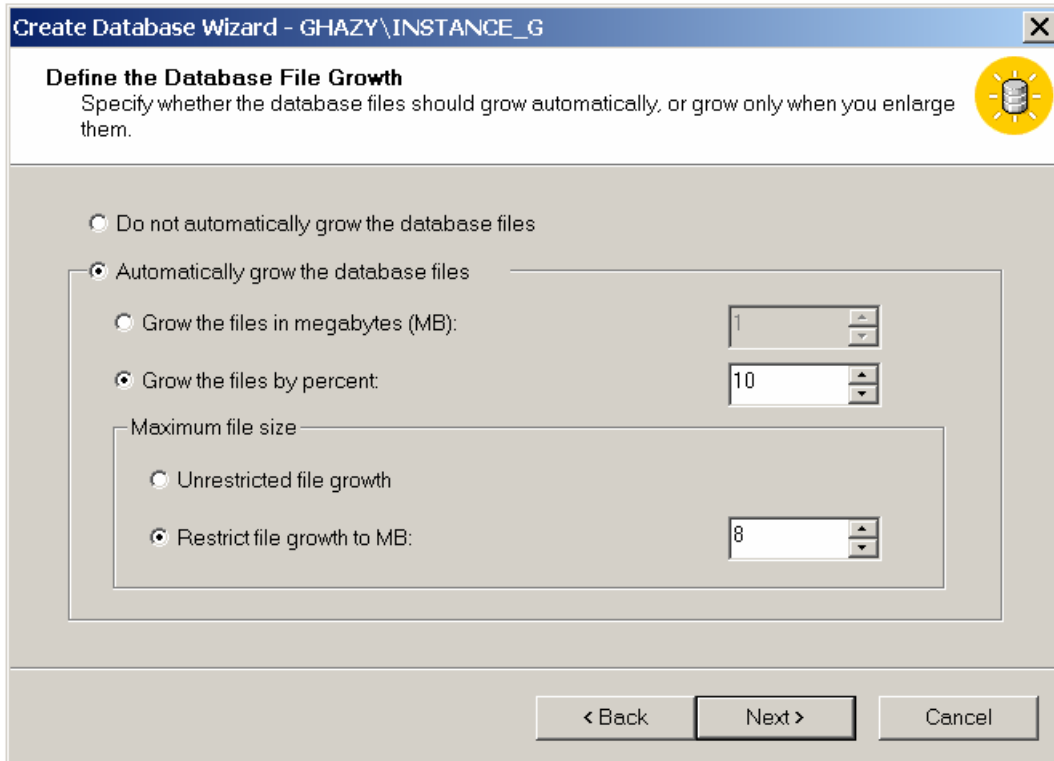 Create Database Wizard - GHAZY\INSTANCE_G
Define the Database File Growth
Specify whether the database files should grow automatically, or grow only when you enlarge
them.
Do not automatically grow the database files
Automatically grow the database files
Grow the files in megabytes (MB):
1
Grow the files by percent:
10
Maximum file size
Unrestricted file growth
Restrict file growth to MB:
8
< Back
Next >
Cancel